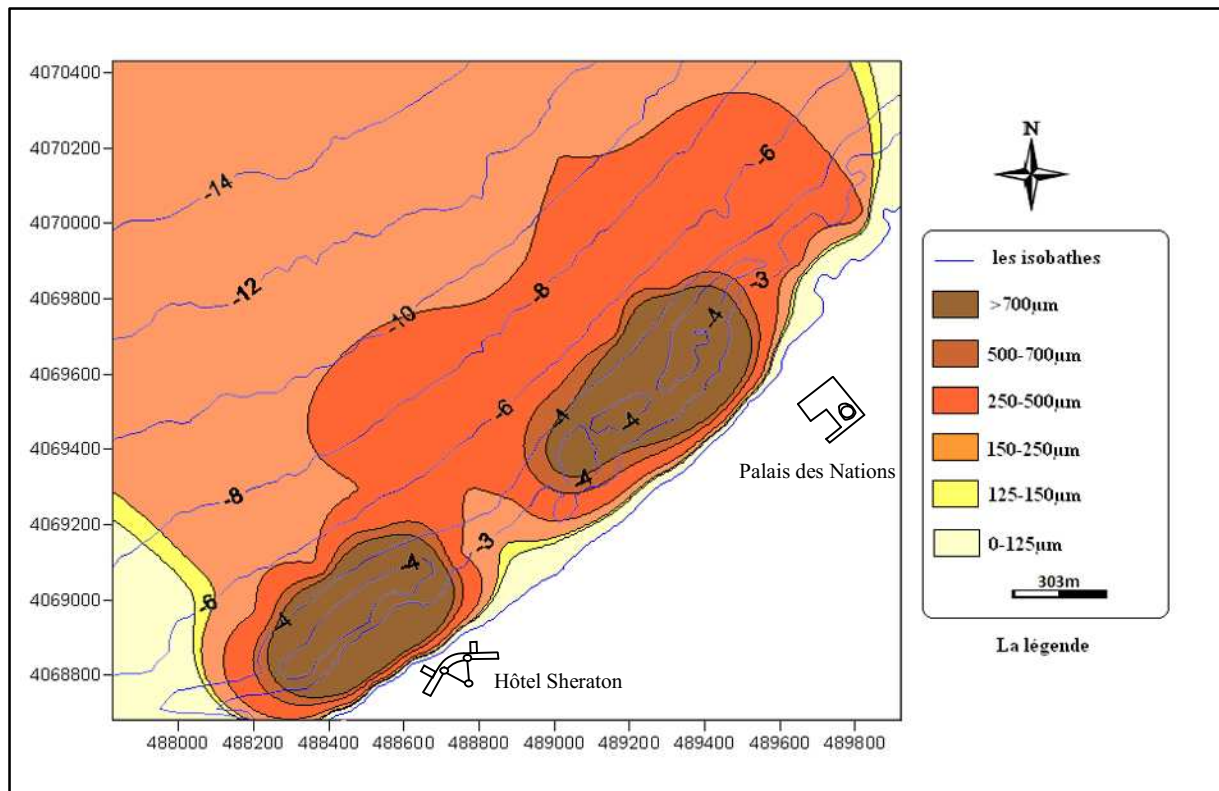 4070400
4070200
4070000
4069800
4069600
4069400
4069200
4069000
4068800
488000 488200 488400 488600 488800 489000 489200 489400 489600 489800
-14
-12
-10
-8
-6
-8
-6
-3
-4
-4
-4
-6
-4
-8
-3
-4
-6
-4
Palais des Nations
Hôtel Sheraton
N
les isobathes
>700µm
500-700µm
250-500µm
150-250µm
125-150µm
0-125µm
303m
La légende